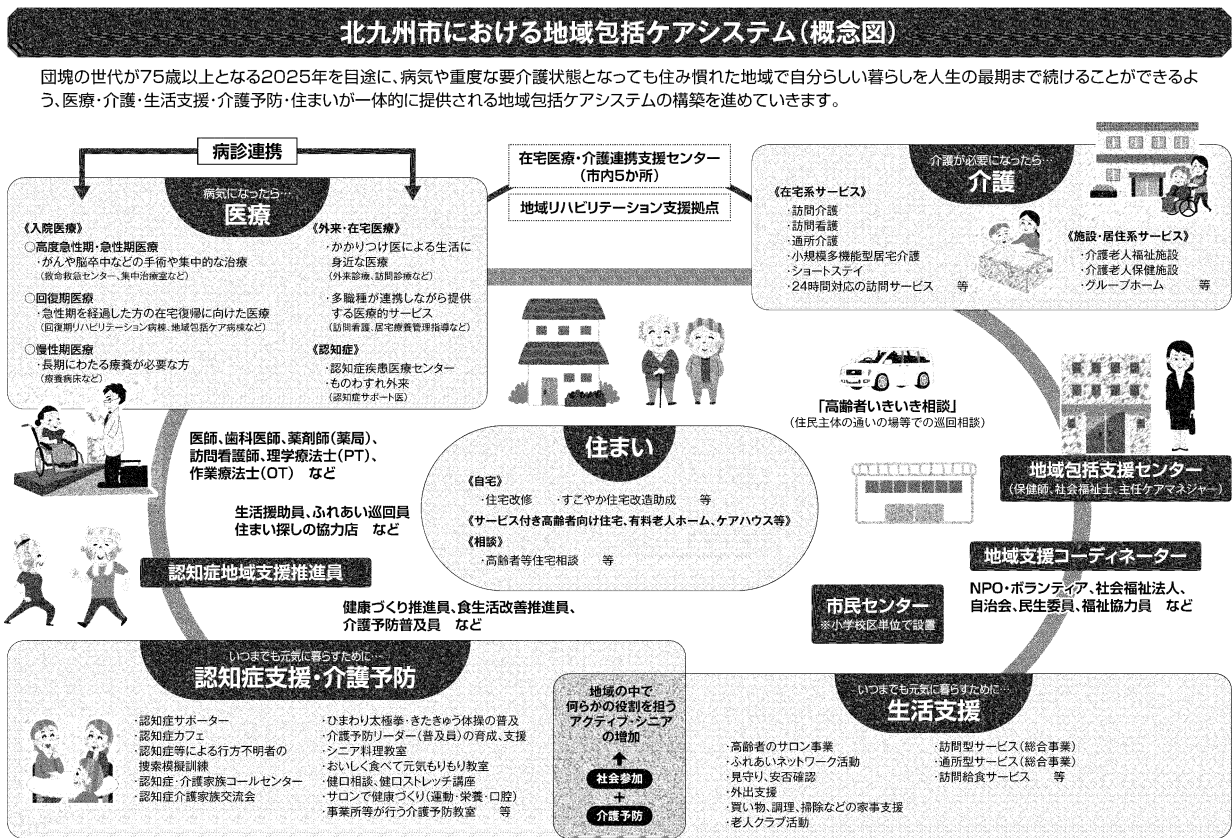 北九州市における地域包括ケアシステム(概念図)
団塊の世代が75歳以上となる2025年を目途に、病気や重度な要介護状態となっても住み慣れた地域で自分らしい暮らしを人生の最期まで続けることができるよ
う、医療・介護・生活支援・介護予防・住まいが一体的に提供される地域包括ケアシステムの構築を進めていきます。
病診連携
病気になったら…
医療
《入院医療》
○高度急性期・急性期医療
・がんや脳卒中などの手術や集中的な治療
(救命救急センター、集中治療室など)
○回復期医療
・急性期を経過した方の在宅復帰に向けた医療
(回復期リハビリテーション病棟、地域包括ケア病棟など)
○慢性期医療
・長期にわたる療養が必要な方
(療養病床など)
《外来・在宅医療》
・かかりつけ医による生活に
身近な医療
(外来診療、訪問診療など)
・多職種が連携しながら提供
する医療的サービス
(訪問看護、居宅療養管理指導など)
《認知症》
・認知症疾患医療センター
・ものわすれ外来
(認知症サポート医)
在宅医療・介護連携支援センター
(市内5か所)
地域リハビリテーション支援拠点
介護が必要になったら…
介護
《在宅系サービス》
・訪問介護
・訪問看護
・通所介護
・小規模多機能型居宅介護
・ショートステイ
・24時間対応の訪問サービス 等
《施設・居住系サービス》
・介護老人福祉施設
・介護老人保健施設
・グループホーム 等
医師、歯科医師、薬剤師(薬局)、
訪問看護師、理学療法士(PT)、
作業療法士(OT) など
生活援助員、ふれあい巡回員
住まい探しの協力店 など
認知症地域支援推進員
健康づくり推進員、食生活改善推進員、
介護予防普及員 など
住まい
《自宅》
・住宅改修 ・すこやか住宅改造助成 等
《サービス付き高齢者向け住宅、有料老人ホーム、ケアハウス等》
《相談》
・高齢者等住宅相談 等
「高齢者いきいき相談」
(住民主体の通いの場等での巡回相談)
地域包括支援センター
(保健師、社会福祉士、主任ケアマネジャー)
地域支援コーディネーター
NPO・ボランティア、社会福祉法人、
自治会、民生委員、福祉協力員 など
市民センター
※小学校区単位で設置
いつまでも元気に暮らすために…
認知症支援・介護予防
・認知症サポーター
・認知症カフェ
・認知症等による行方不明者の
捜索模擬訓練
・認知症・介護家族コールセンター
・認知症介護家族交流会
・ひまわり太極拳・きたきゅう体操の普及
・介護予防リーダー(普及員)の育成、支援
・シニア料理教室
・おいしく食べて元気もりもり教室
・健口相談、健口ストレッチ講座
・サロンで健康づくり(運動・栄養・口腔)
・事業所等が行う介護予防教室 等
地域の中で
何らかの役割を担う
アクティブ・シニア
の増加
社会参加
+
介護予防
いつまでも元気に暮らすために…
生活支援
・高齢者のサロン事業
・ふれあいネットワーク活動
・見守り、安否確認
・外出支援
・買い物、調理、掃除などの家事支援
・老人クラブ活動
・訪問型サービス(総合事業)
・通所型サービス(総合事業)
・訪問給食サービス 等